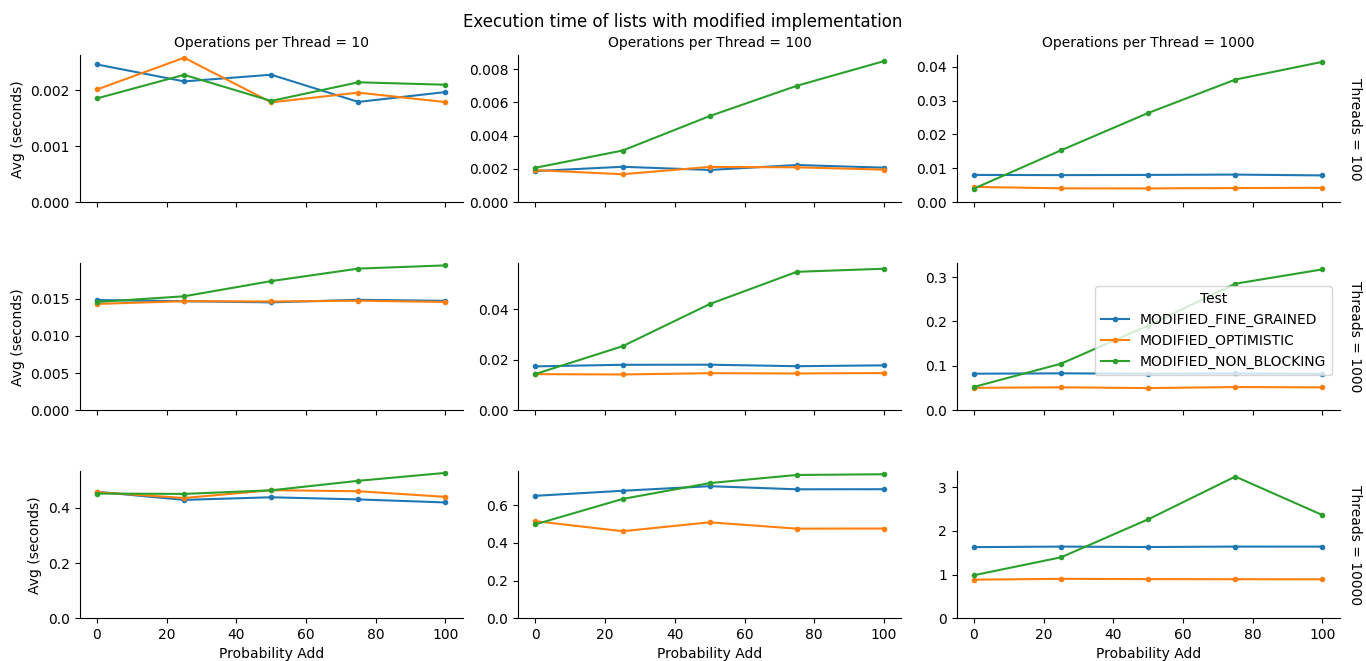 Execution time of lists with modified implementation
Operations per Thread = 10
Operations per Thread = 100
Operations per Thread = 1000
Avg (seconds)
0.002
0.001
0.000
0.008
0.006
0.004
0.002
0.000
0.04
0.03
0.02
0.01
0.00
Threads = 100
Avg (seconds)
0.015
0.010
0.005
0.000
0.04
0.02
0.00
0.3
0.2
0.1
0.0
Test
MODIFIED_FINE_GRAINED
MODIFIED_OPTIMISTIC
MODIFIED_NON_BLOCKING
Threads = 1000
Avg (seconds)
0.4
0.2
0.0
0 20 40 60 80 100
Probability Add
0.6
0.4
0.2
0.0
0 20 40 60 80 100
Probability Add
3
2
1
0
0 20 40 60 80 100
Probability Add
Threads = 10000